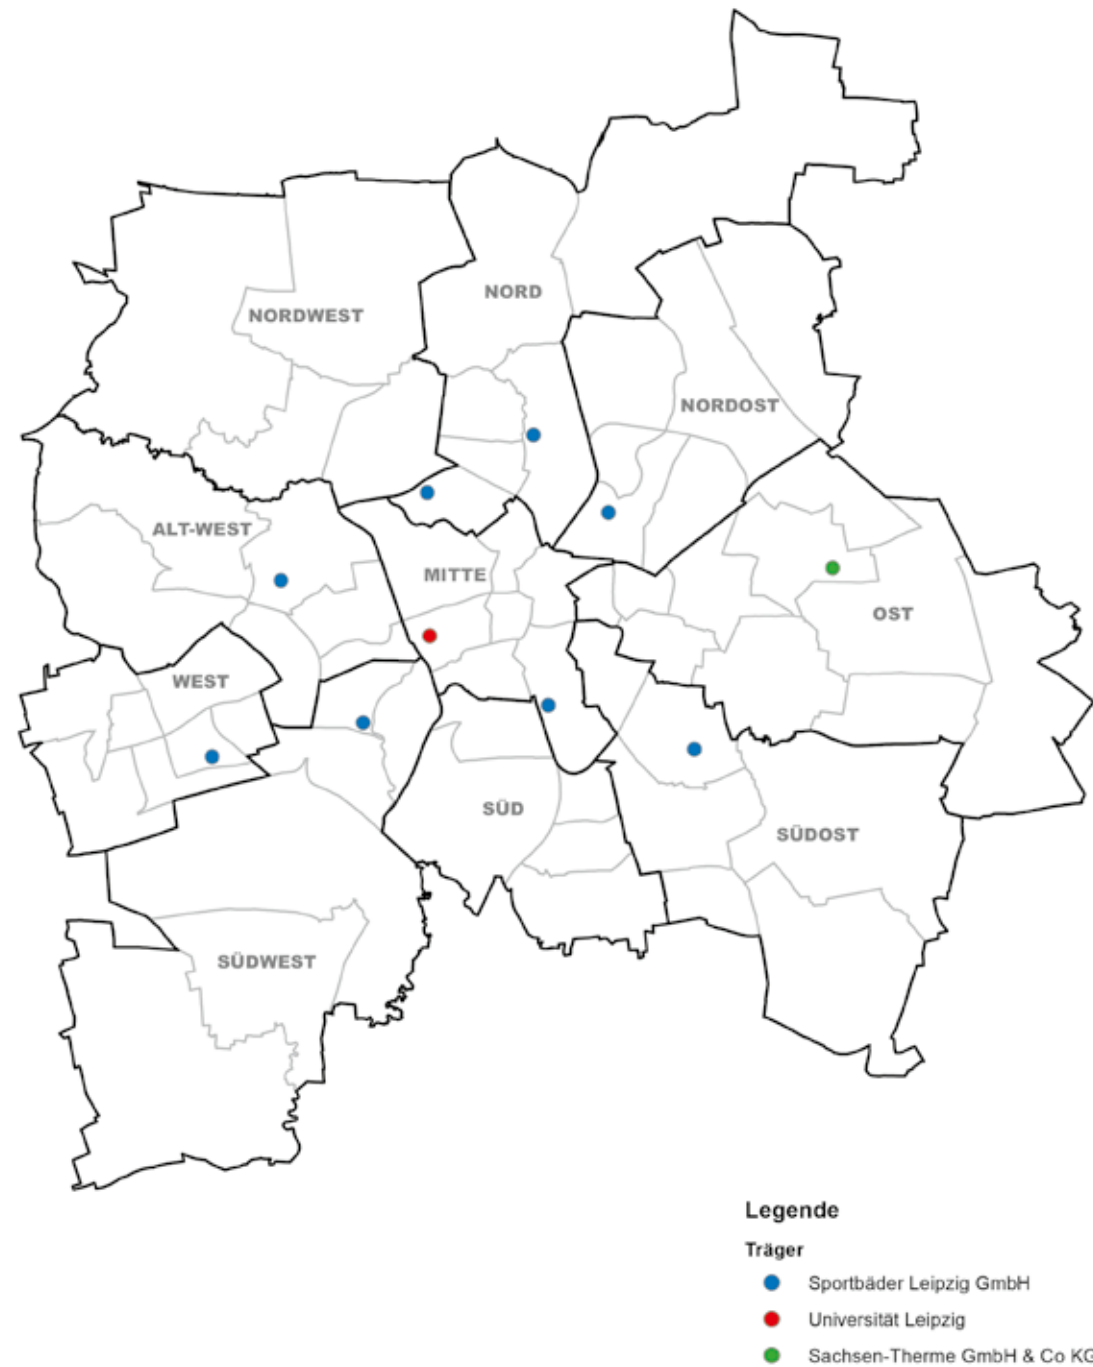 NORD
NORDWEST
NORDOST
ALT-WEST
MITTE
OST
WEST
SÜD
SÜDOST
SÜDWEST
Legende
Träger
Sportbäder Leipzig GmbH
Universität Leipzig
Sachsen-Therme GmbH & Co KG